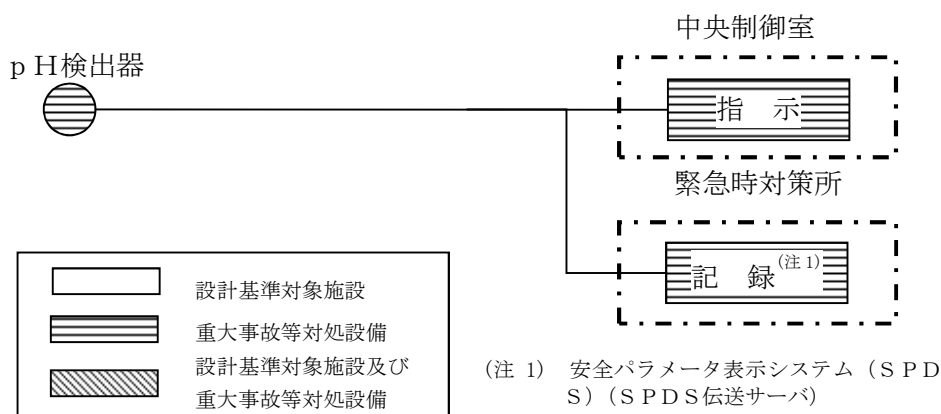 中央制御室
ｐＨ検出器
指　示
緊急時対策所
記　録(注1)
設計基準対象施設
重大事故等対処設備
設計基準対象施設及び
重大事故等対処設備
(注 1)　安全パラメータ表示システム（ＳＰＤ
Ｓ）（ＳＰＤＳ伝送サーバ）